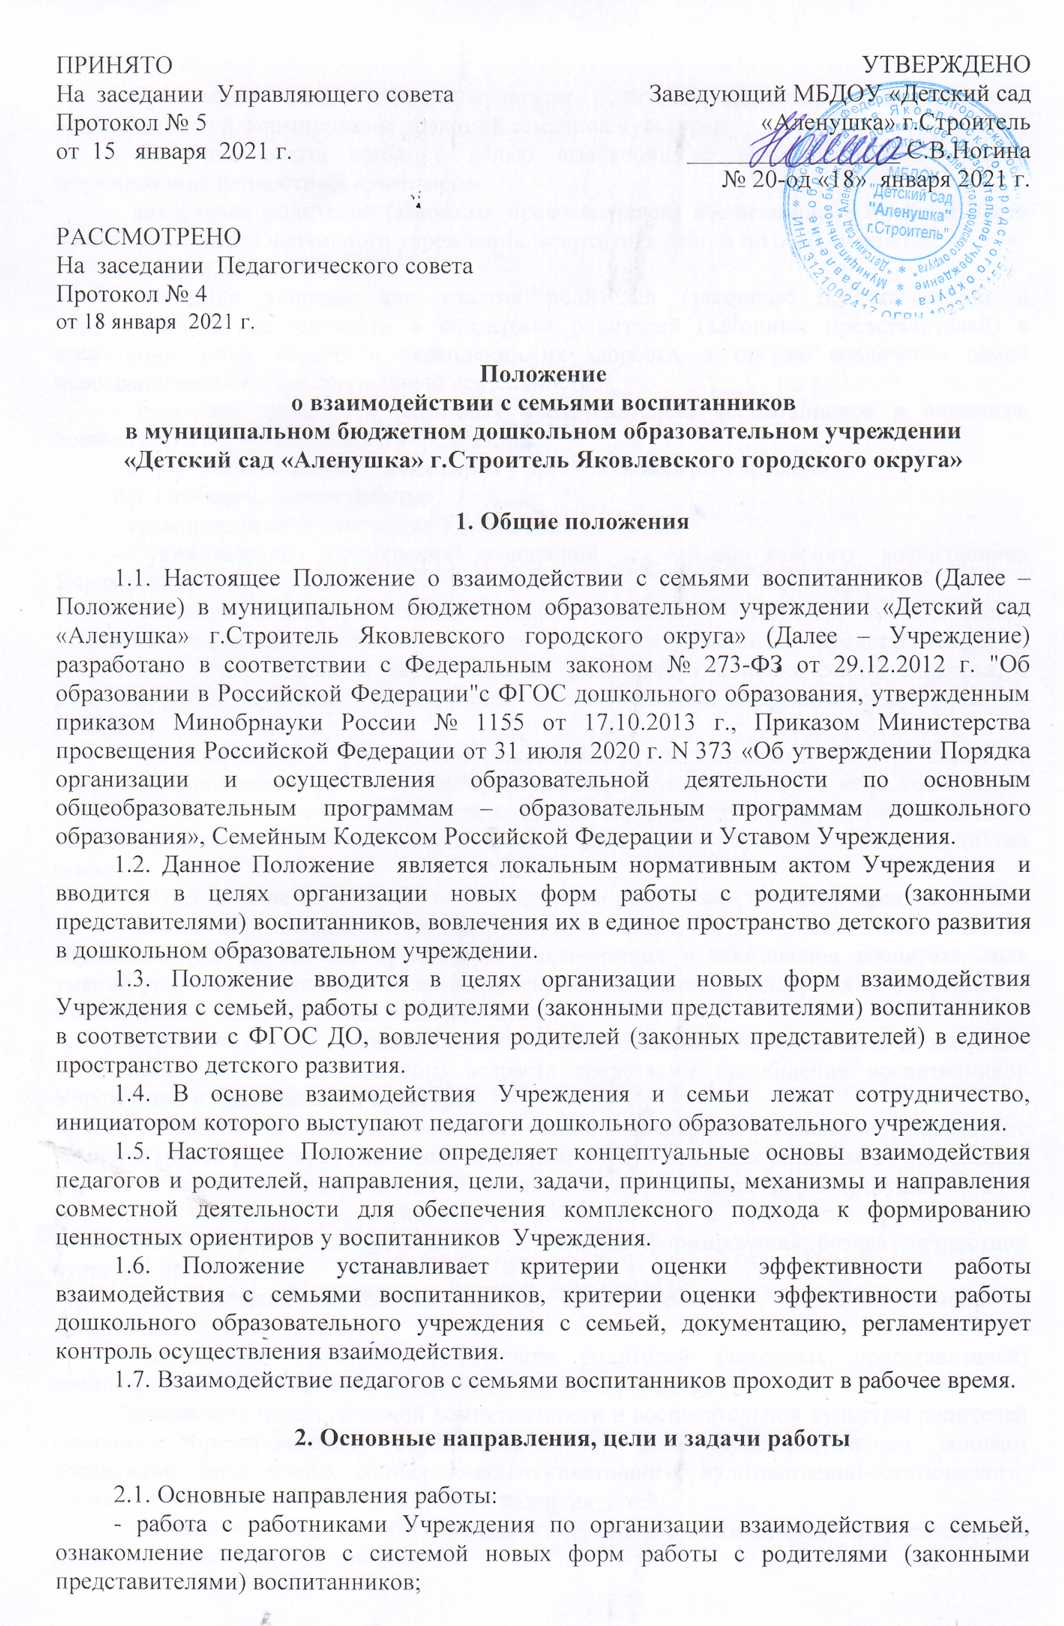 ПРИНЯТО
На заседании Управляющего совета
Протокол № 5
от 15 января 2021 г.
УТВЕРЖДЕНО
Заведующий МБДОУ «Детский сад
«Аленушка» г.Строитель
С.В.Ногина
№ 20-од «18» января 2021 г.
МБДОУ
"Детский сад
"Аленушка"
г.Строитель"
РАССМОТРЕНО
На заседании Педагогического совета
Протокол № 4
от 18 января 2021 г.
Положение
о взаимодействии с семьями воспитанников
в муниципальном бюджетном дошкольном образовательном учреждении
«Детский сад «Аленушка» г.Строитель Яковлевского городского округа»
1. Общие положения
1.1. Настоящее Положение о взаимодействии с семьями воспитанников (Далее –
Положение) в муниципальном бюджетном образовательном учреждении «Детский сад
«Аленушка» г.Строитель Яковлевского городского округа» (Далее – Учреждение)
разработано в соответствии с Федеральным законом № 273-ФЗ от 29.12.2012 г. "Об
образовании в Российской Федерации"с ФГОС дошкольного образования, утвержденным
приказом Минобрнауки России № 1155 от 17.10.2013 г., Приказом Министерства
просвещения Российской Федерации от 31 июля 2020 г. N 373 «Об утверждении Порядка
организации и осуществления образовательной деятельности по основным
общеобразовательным программам – образовательным программам дошкольного
образования», Семейным Кодексом Российской Федерации и Уставом Учреждения.
1.2. Данное Положение является локальным нормативным актом Учреждения и
вводится в целях организации новых форм работы с родителями (законными
представителями) воспитанников, вовлечения их в единое пространство детского развития
в дошкольном образовательном учреждении.
1.3. Положение вводится в целях организации новых форм взаимодействия
Учреждения с семьей, работы с родителями (законными представителями) воспитанников
в соответствии с ФГОС ДО, вовлечения родителей (законных представителей) в единое
пространство детского развития.
1.4. В основе взаимодействия Учреждения и семьи лежат сотрудничество,
инициатором которого выступают педагоги дошкольного образовательного учреждения.
1.5. Настоящее Положение определяет концептуальные основы взаимодействия
педагогов и родителей, направления, цели, задачи, принципы, механизмы и направления
совместной деятельности для обеспечения комплексного подхода к формированию
ценностных ориентиров у воспитанников Учреждения.
1.6. Положение устанавливает критерии оценки эффективности работы
взаимодействия с семьями воспитанников, критерии оценки эффективности работы
дошкольного образовательного учреждения с семьей, документацию, регламентирует
контроль осуществления взаимодействия.
1.7. Взаимодействие педагогов с семьями воспитанников проходит в рабочее время.
2. Основные направления, цели и задачи работы
2.1. Основные направления работы:
- работа с работниками Учреждения по организации взаимодействия с семьей,
ознакомление педагогов с системой новых форм работы с родителями (законными
представителями) воспитанников;